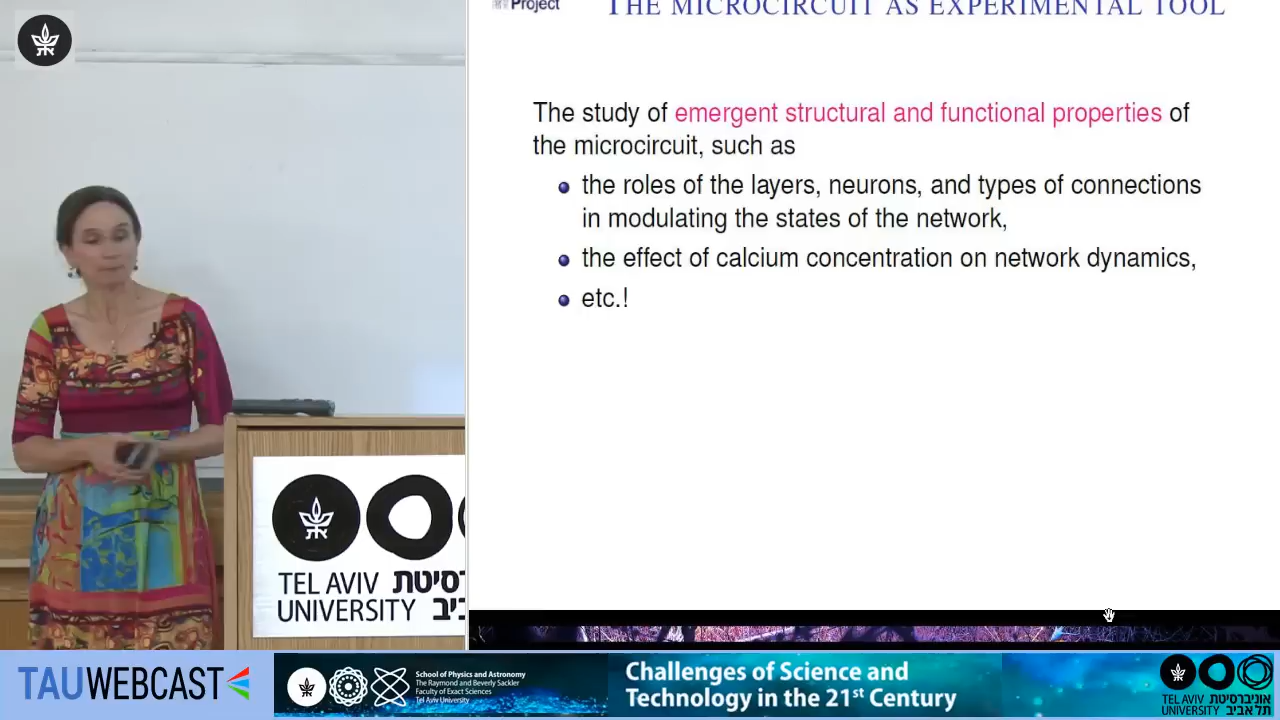 Project
THE MICROCIRCUIT AS EXPERIMENTAL TOOL
The study of emergent structural and functional properties of
the microcircuit, such as
the roles of the layers, neurons, and types of connections
in modulating the states of the network,
the effect of calcium concentration on network dynamics,
etc.!
TEL AVIV
UNIVERSITY
TAUWEBCAST
School of Physics and Astronomy
The Raymond and Beverly Sackler
Faculty of Exact Sciences
Tel Aviv University
Challenges of Science and
Technology in the 21st Century
TEL AVIV אוניברסיטת
UNIVERSITY תל אביב